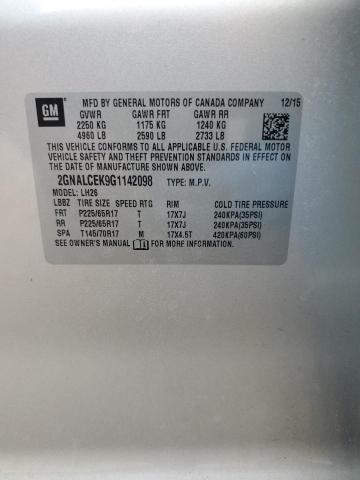 GM
MFD BY GENERAL MOTORS OF CANADA COMPANY 12/15
GVWR GAWR FRT GAWR RR
2250 KG 1175 KG 1240 KG
4960 LB 2590 LB 2733 LB
THIS VEHICLE CONFORMS TO ALL APPLICABLE U.S. FEDERAL MOTOR
VEHICLE SAFETY, BUMPER, AND THEFT PREVENTION
STANDARDS IN EFFECT ON THE
DATE OF MANUFACTURE SHOWN ABOVE.
2GNALCEK9G1142098 TYPE: M.P.V.
MODEL: LH26
LBBZ TIRE SIZE SPEED RTG RIM COLD TIRE PRESSURE
FRT P225/65R17 T 17X7J 240KPA(35PSI)
RR P225/65R17 T 17X7J 240KPA(35PSI)
SPA T145/70R17 M 17X4.5T 420KPA(60PSI)
SEE OWNER'S MANUAL FOR ADDITIONAL INFORMATION.